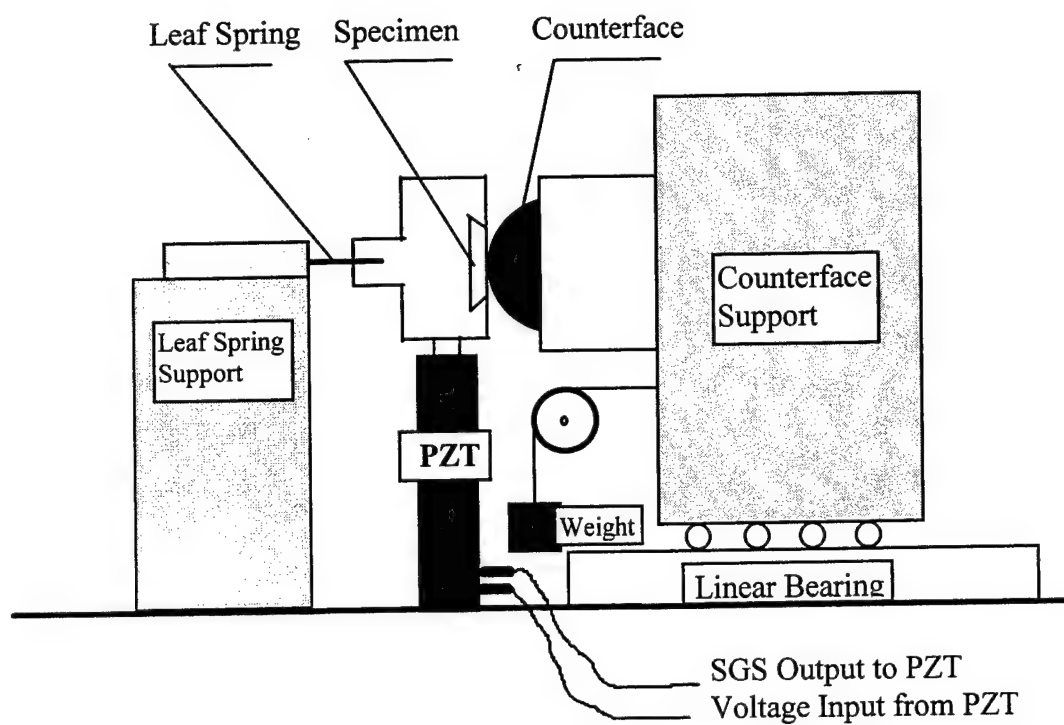 Leaf Spring
Specimen
Counterface
Leaf Spring
Support
Counterface
Support
PZT
Weight
Linear Bearing
SGS Output to PZT
Voltage Input from PZT